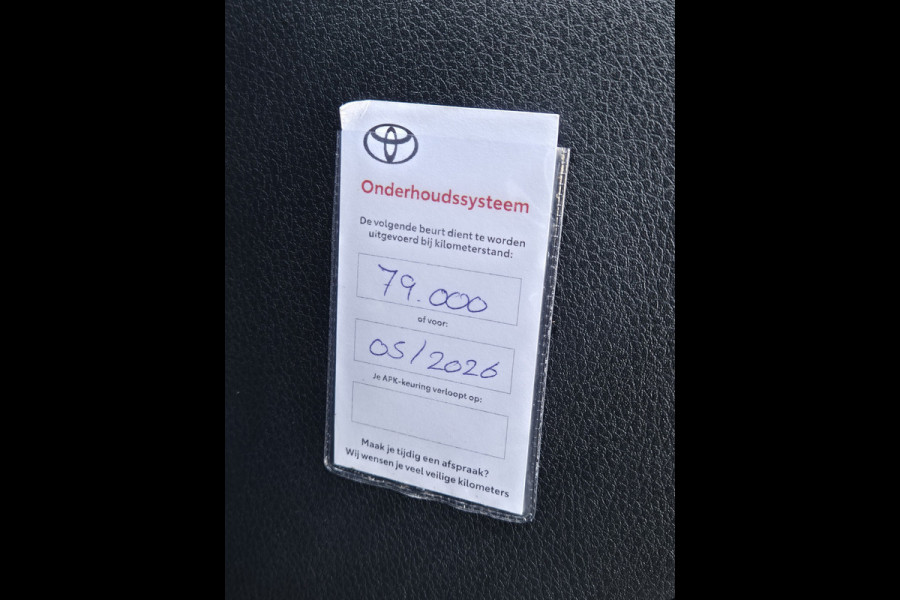 Onderhoudssysteem
De volgende beurt dient te worden
uitgevoerd bij kilometerstand:
79.000
of voor:
05/2026
Je APK-keuring verloopt op:
Maak je tijdig een afspraak?
Wij wensen je veel veilige kilometers